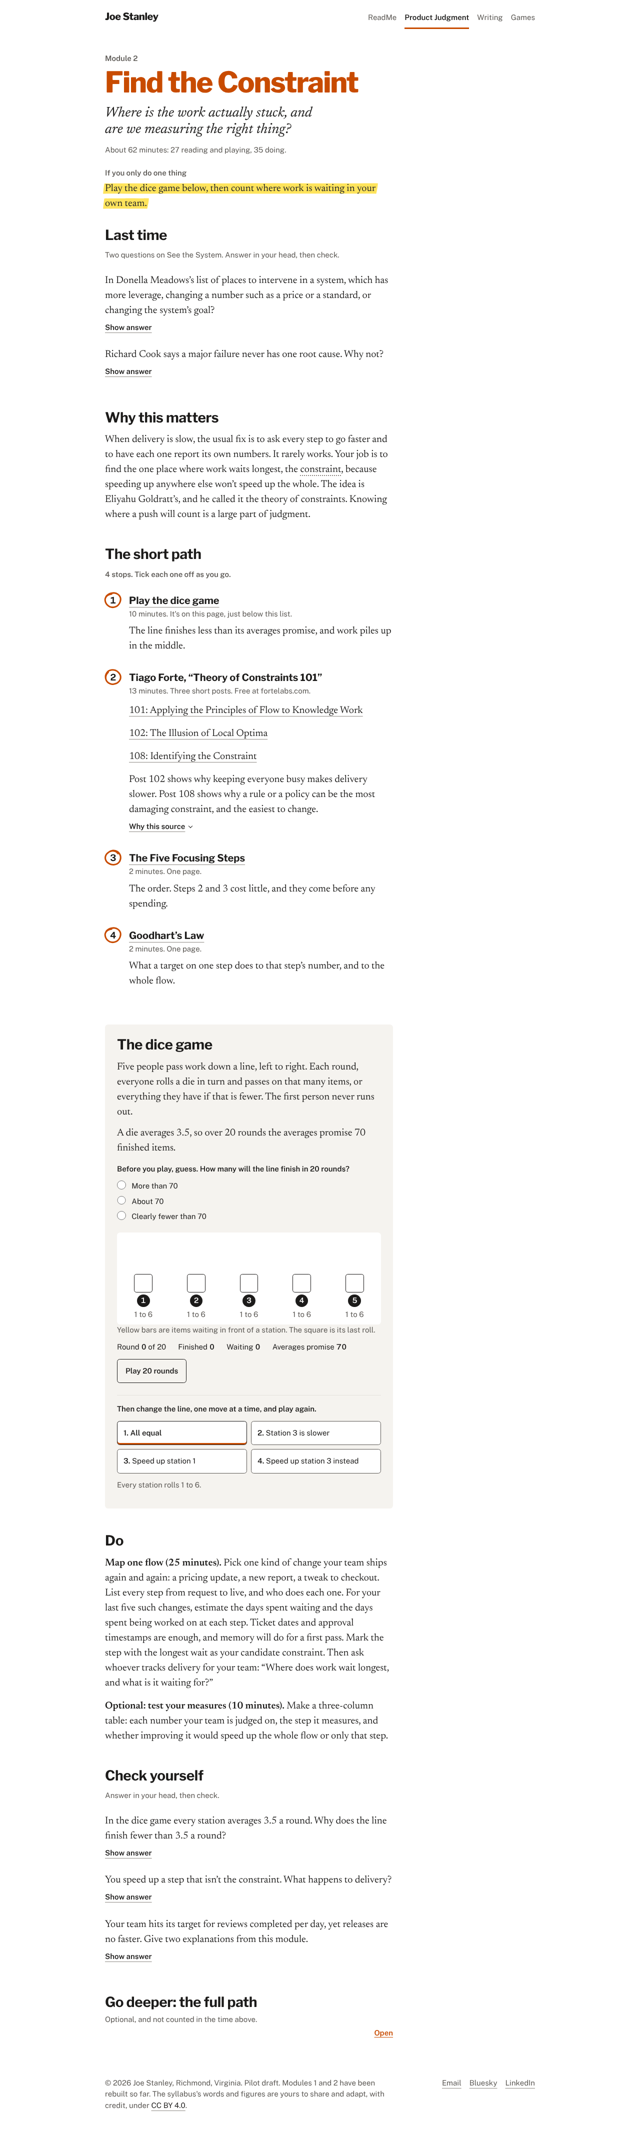 Joe Stanley
ReadMe Product Judgment Writing Games
Module 2
Find the Constraint
Where is the work actually stuck, and
are we measuring the right thing?
About 62 minutes: 27 reading and playing, 35 doing.
If you only do one thing
Play the dice game below, then count where work is waiting in your
own team.
Last time
Two questions on See the System. Answer in your head, then check.
In Donella Meadows's list of places to intervene in a system, which has
more leverage, changing a number such as a price or a standard, or
changing the system's goal?
Show answer
Richard Cook says a major failure never has one root cause. Why not?
Show answer
Why this matters
When delivery is slow, the usual fix is to ask every step to go faster and
to have each one report its own numbers. It rarely works. Your job is to
find the one place where work waits longest, the constraint, because
speeding up anywhere else won't speed up the whole. The idea is
Eliyahu Goldratt's, and he called it the theory of constraints. Knowing
where a push will count is a large part of judgment.
The short path
4 stops. Tick each one off as you go.
1 Play the dice game
10 minutes. It's on this page, just below this list.
The line finishes less than its averages promise, and work piles up
in the middle.
2 Tiago Forte, “Theory of Constraints 101”
13 minutes. Three short posts. Free at fortelabs.com.
101: Applying the Principles of Flow to Knowledge Work
102: The Illusion of Local Optima
108: Identifying the Constraint
Post 102 shows why keeping everyone busy makes delivery
slower. Post 108 shows why a rule or a policy can be the most
damaging constraint, and the easiest to change.
Why this source
3 The Five Focusing Steps
2 minutes. One page.
The order. Steps 2 and 3 cost little, and they come before any
spending.
4 Goodhart's Law
2 minutes. One page.
What a target on one step does to that step's number, and to the
whole flow.
The dice game
Five people pass work down a line, left to right. Each round,
everyone rolls a die in turn and passes on that many items, or
everything they have if that is fewer. The first person never runs
out.
A die averages 3.5, so over 20 rounds the averages promise 70
finished items.
Before you play, guess. How many will the line finish in 20 rounds?
More than 70
About 70
Clearly fewer than 70
1 2 3 4 5
1 to 6 1 to 6 1 to 6 1 to 6 1 to 6
Yellow bars are items waiting in front of a station. The square is its last roll.
Round 0 of 20 Finished 0 Waiting 0 Averages promise 70
Play 20 rounds
Then change the line, one move at a time, and play again.
1. All equal 2. Station 3 is slower
3. Speed up station 1 4. Speed up station 3 instead
Every station rolls 1 to 6.
Do
Map one flow (25 minutes). Pick one kind of change your team ships
again and again: a pricing update, a new report, a tweak to checkout.
List every step from request to live, and who does each one. For your
last five such changes, estimate the days spent waiting and the days
spent being worked on at each step. Ticket dates and approval
timestamps are enough, and memory will do for a first pass. Mark the
step with the longest wait as your candidate constraint. Then ask
whoever tracks delivery for your team: “Where does work wait longest,
and what is it waiting for?”
Optional: test your measures (10 minutes). Make a three-column
table: each number your team is judged on, the step it measures, and
whether improving it would speed up the whole flow or only that step.
Check yourself
Answer in your head, then check.
In the dice game every station averages 3.5 a round. Why does the line
finish fewer than 3.5 a round?
Show answer
You speed up a step that isn't the constraint. What happens to delivery?
Show answer
Your team hits its target for reviews completed per day, yet releases are
no faster. Give two explanations from this module.
Show answer
Go deeper: the full path
Optional, and not counted in the time above.
Open
© 2026 Joe Stanley, Richmond, Virginia. Pilot draft. Modules 1 and 2 have been
rebuilt so far. The syllabus's words and figures are yours to share and adapt, with
credit, under CC BY 4.0.
Email Bluesky LinkedIn